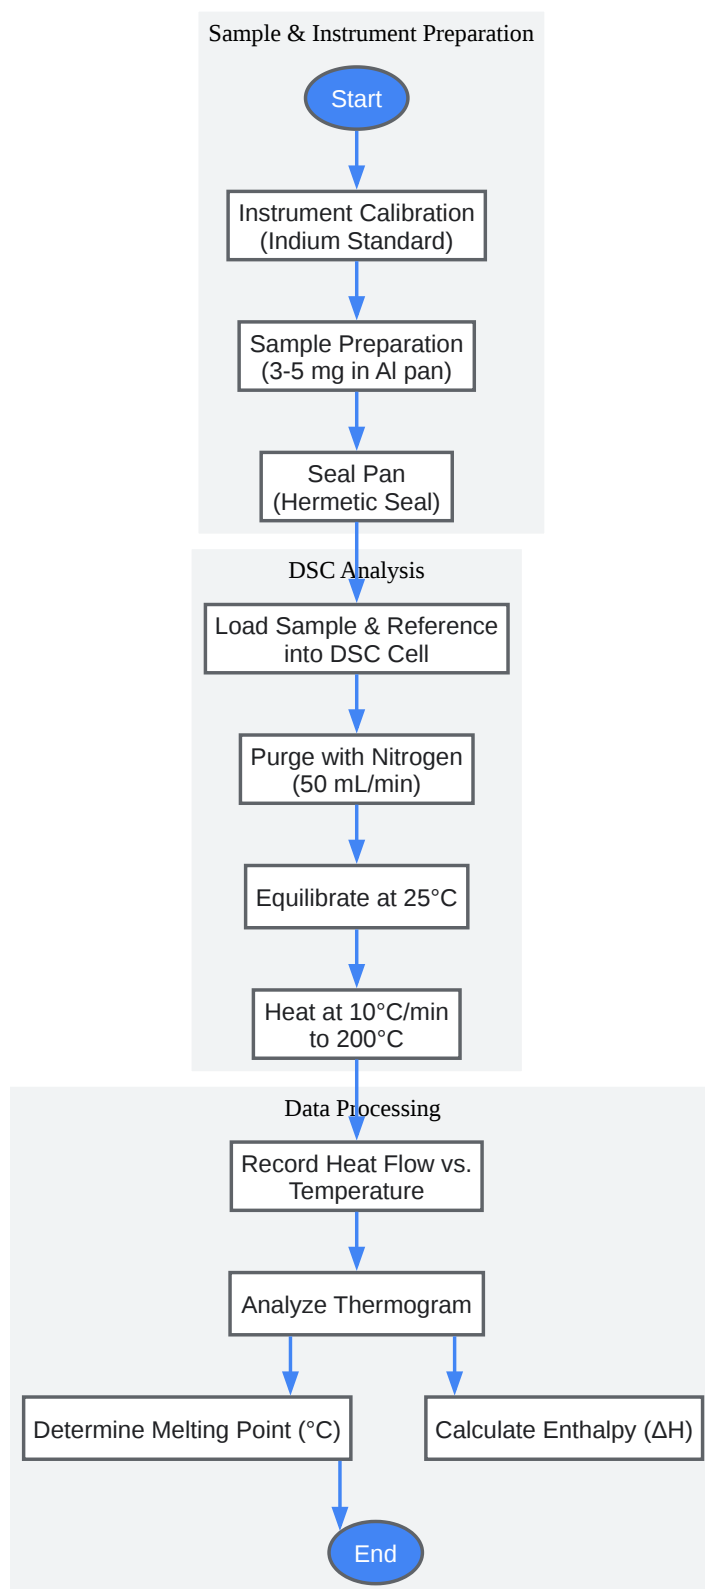 Sample & Instrument Preparation
Start
Instrument Calibration
(Indium Standard)
Sample Preparation
(3-5 mg in Al pan)
Seal Pan
(Hermetic Seal)
DSC Analysis
Load Sample & Reference
into DSC Cell
Purge with Nitrogen
(50 mL/min)
Equilibrate at 25°C
Heat at 10°C/min
to 200°C
Data Processing
Record Heat Flow vs.
Temperature
Analyze Thermogram
Determine Melting Point (°C)
Calculate Enthalpy (ΔH)
End